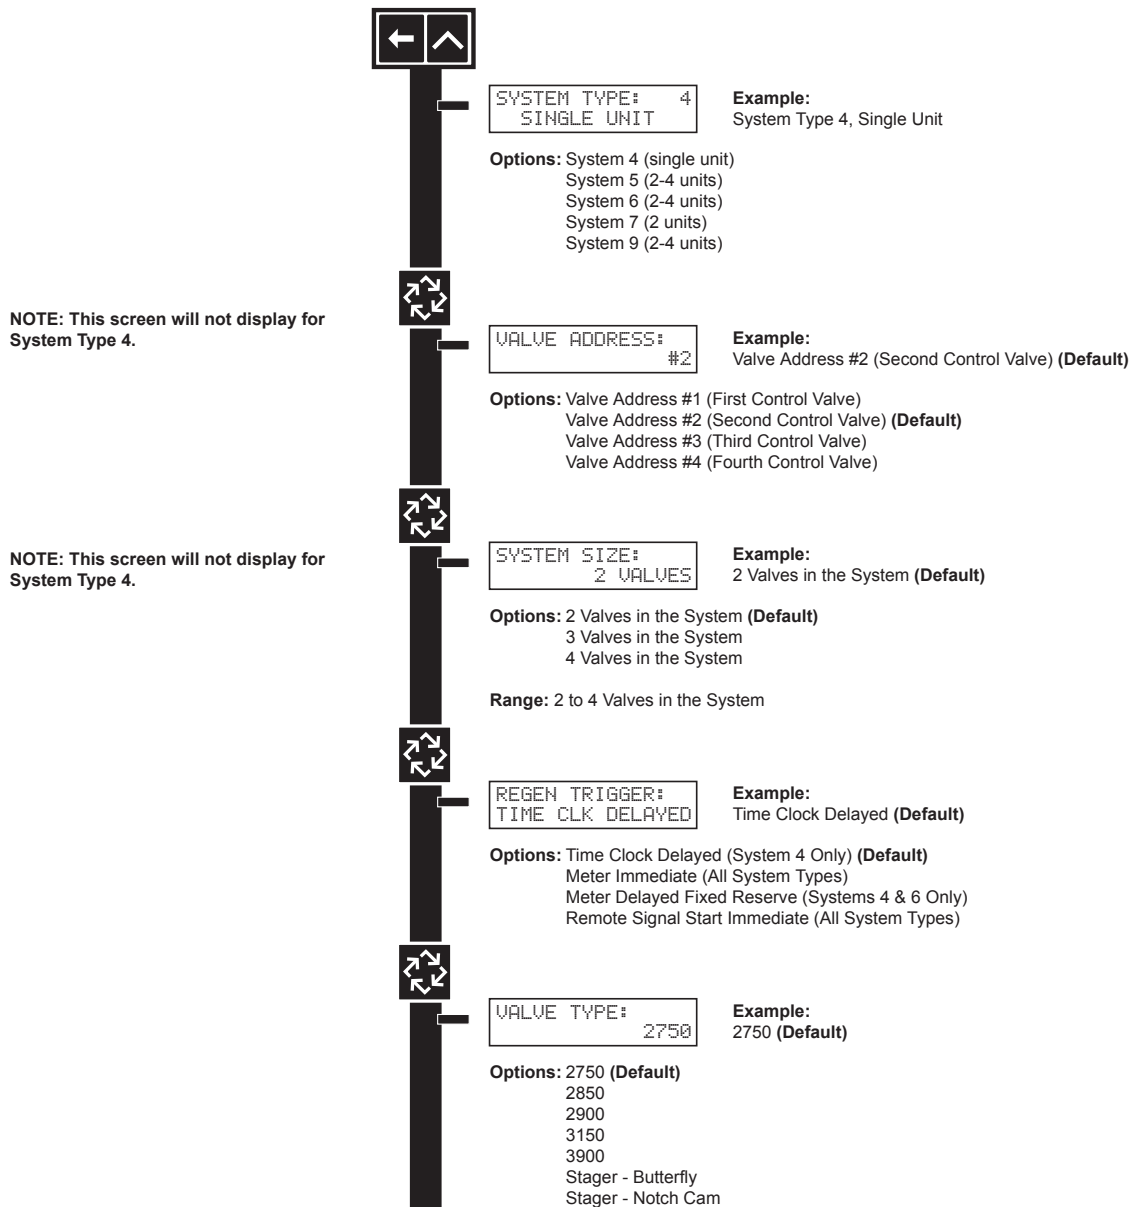 SYSTEM TYPE: 4
SINGLE UNIT
Example:
System Type 4, Single Unit
Options: System 4 (single unit)
System 5 (2-4 units)
System 6 (2-4 units)
System 7 (2 units)
System 9 (2-4 units)
NOTE: This screen will not display for
System Type 4.
VALVE ADDRESS:
#2
Example:
Valve Address #2 (Second Control Valve) (Default)
Options: Valve Address #1 (First Control Valve)
Valve Address #2 (Second Control Valve) (Default)
Valve Address #3 (Third Control Valve)
Valve Address #4 (Fourth Control Valve)
NOTE: This screen will not display for
System Type 4.
SYSTEM SIZE:
2 VALVES
Example:
2 Valves in the System (Default)
Options: 2 Valves in the System (Default)
3 Valves in the System
4 Valves in the System
Range: 2 to 4 Valves in the System
REGEN TRIGGER:
TIME CLK DELAYED
Example:
Time Clock Delayed (Default)
Options: Time Clock Delayed (System 4 Only) (Default)
Meter Immediate (All System Types)
Meter Delayed Fixed Reserve (Systems 4 & 6 Only)
Remote Signal Start Immediate (All System Types)
VALVE TYPE:
2750
Example:
2750 (Default)
Options: 2750 (Default)
2850
2900
3150
3900
Stager - Butterfly
Stager - Notch Cam